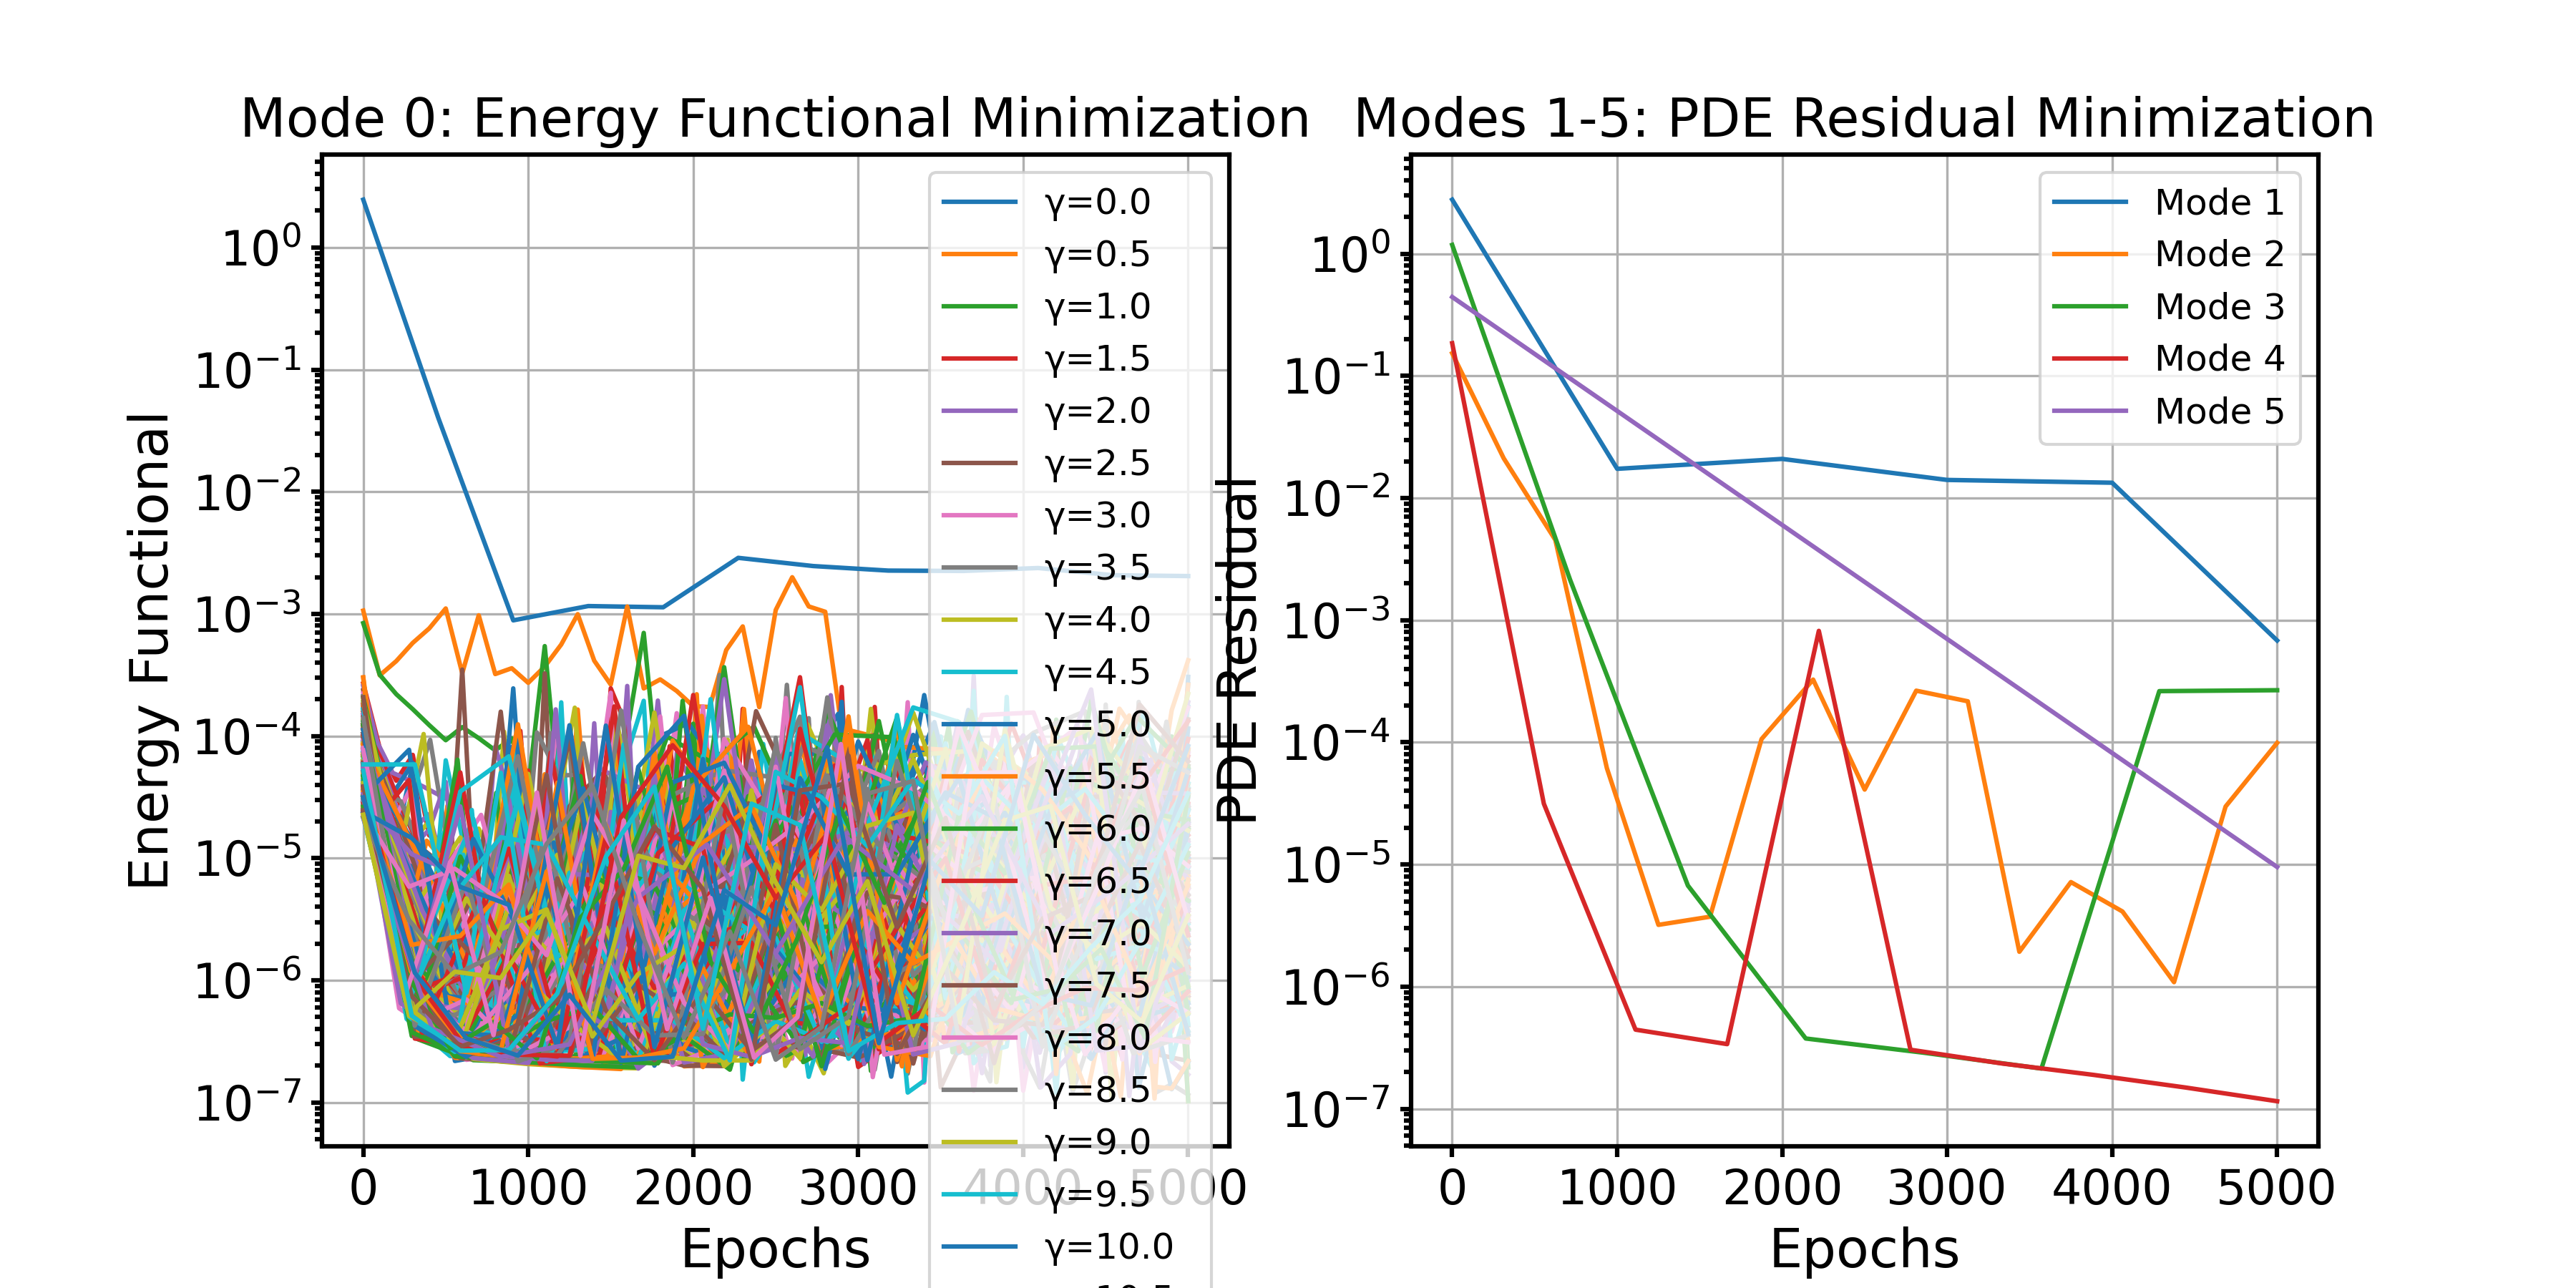 Mode 0: Energy Functional Minimization
Energy Functional
10⁰
10⁻¹
10⁻²
10⁻³
10⁻⁴
10⁻⁵
10⁻⁶
10⁻⁷
0 1000 2000 3000 4000 5000
Epochs
γ=0.0
γ=0.5
γ=1.0
γ=1.5
γ=2.0
γ=2.5
γ=3.0
γ=3.5
γ=4.0
γ=4.5
γ=5.0
γ=5.5
γ=6.0
γ=6.5
γ=7.0
γ=7.5
γ=8.0
γ=8.5
γ=9.0
γ=9.5
γ=10.0
Modes 1-5: PDE Residual Minimization
PDE Residual
10⁰
10⁻¹
10⁻²
10⁻³
10⁻⁴
10⁻⁵
10⁻⁶
10⁻⁷
0 1000 2000 3000 4000 5000
Epochs
Mode 1
Mode 2
Mode 3
Mode 4
Mode 5